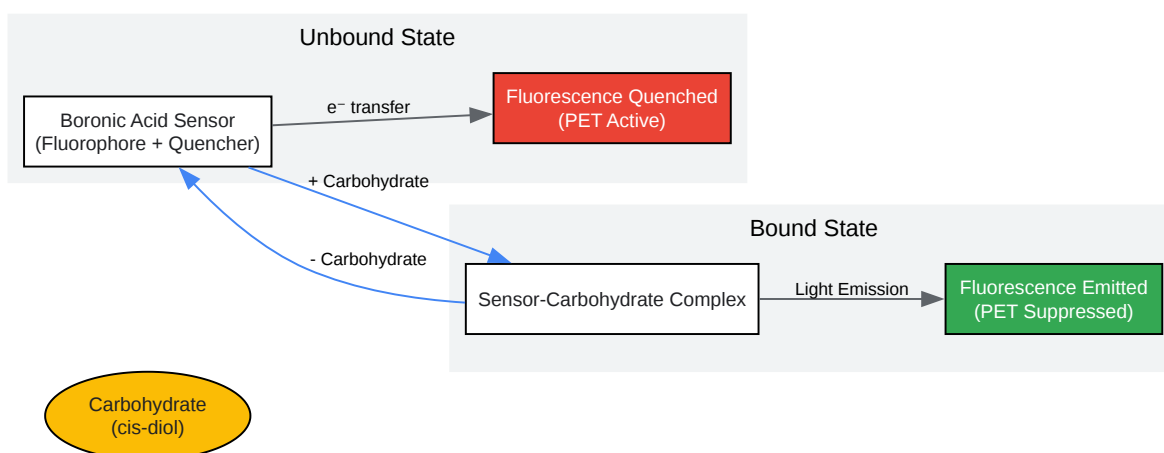 Unbound State
Boronic Acid Sensor
(Fluorophore + Quencher)
e⁻ transfer
Fluorescence Quenched
(PET Active)
+ Carbohydrate
- Carbohydrate
Bound State
Sensor-Carbohydrate Complex
Light Emission
Fluorescence Emitted
(PET Suppressed)
Carbohydrate
(cis-diol)